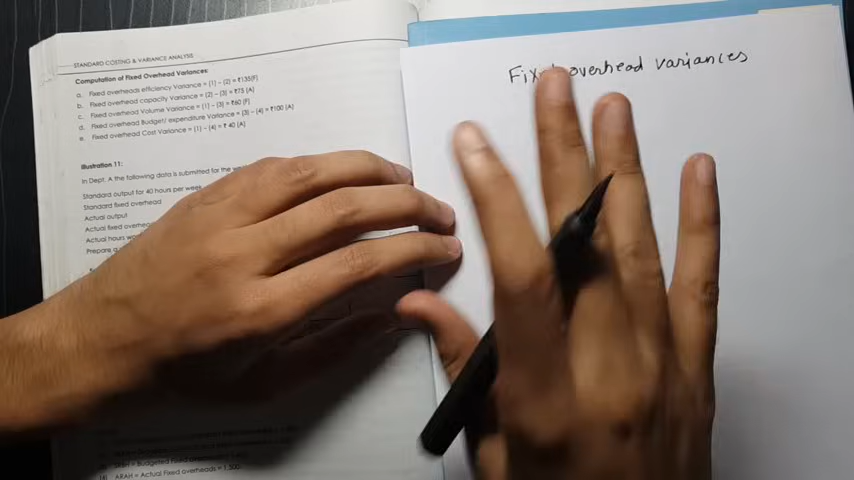 STANDARD COSTING & VARIANCE ANALYSIS
Computation of Fixed Overhead Variances:
a. Fixed overheads efficiency Variance = (1) – (2) = ₹135(F)
b. Fixed overhead capacity Variance = (2) – (3) = ₹75 (A)
c. Fixed overhead Volume Variance = (1) – (3) = ₹60 (F)
d. Fixed overhead Budget/ expenditure Variance = (3) – (4) = ₹100 (A)
e. Fixed overhead Cost Variance = (1) – (4) = ₹ 40 (A)
Illustration 11:
In Dept. A the following data is submitted for the
Standard output for 40 hours per week
Standard fixed overhead
Actual output
Actual fixed
Actual hours
Prepare a
(4) ARAH = Actual Fixed overheads = 1,500
overhead variances